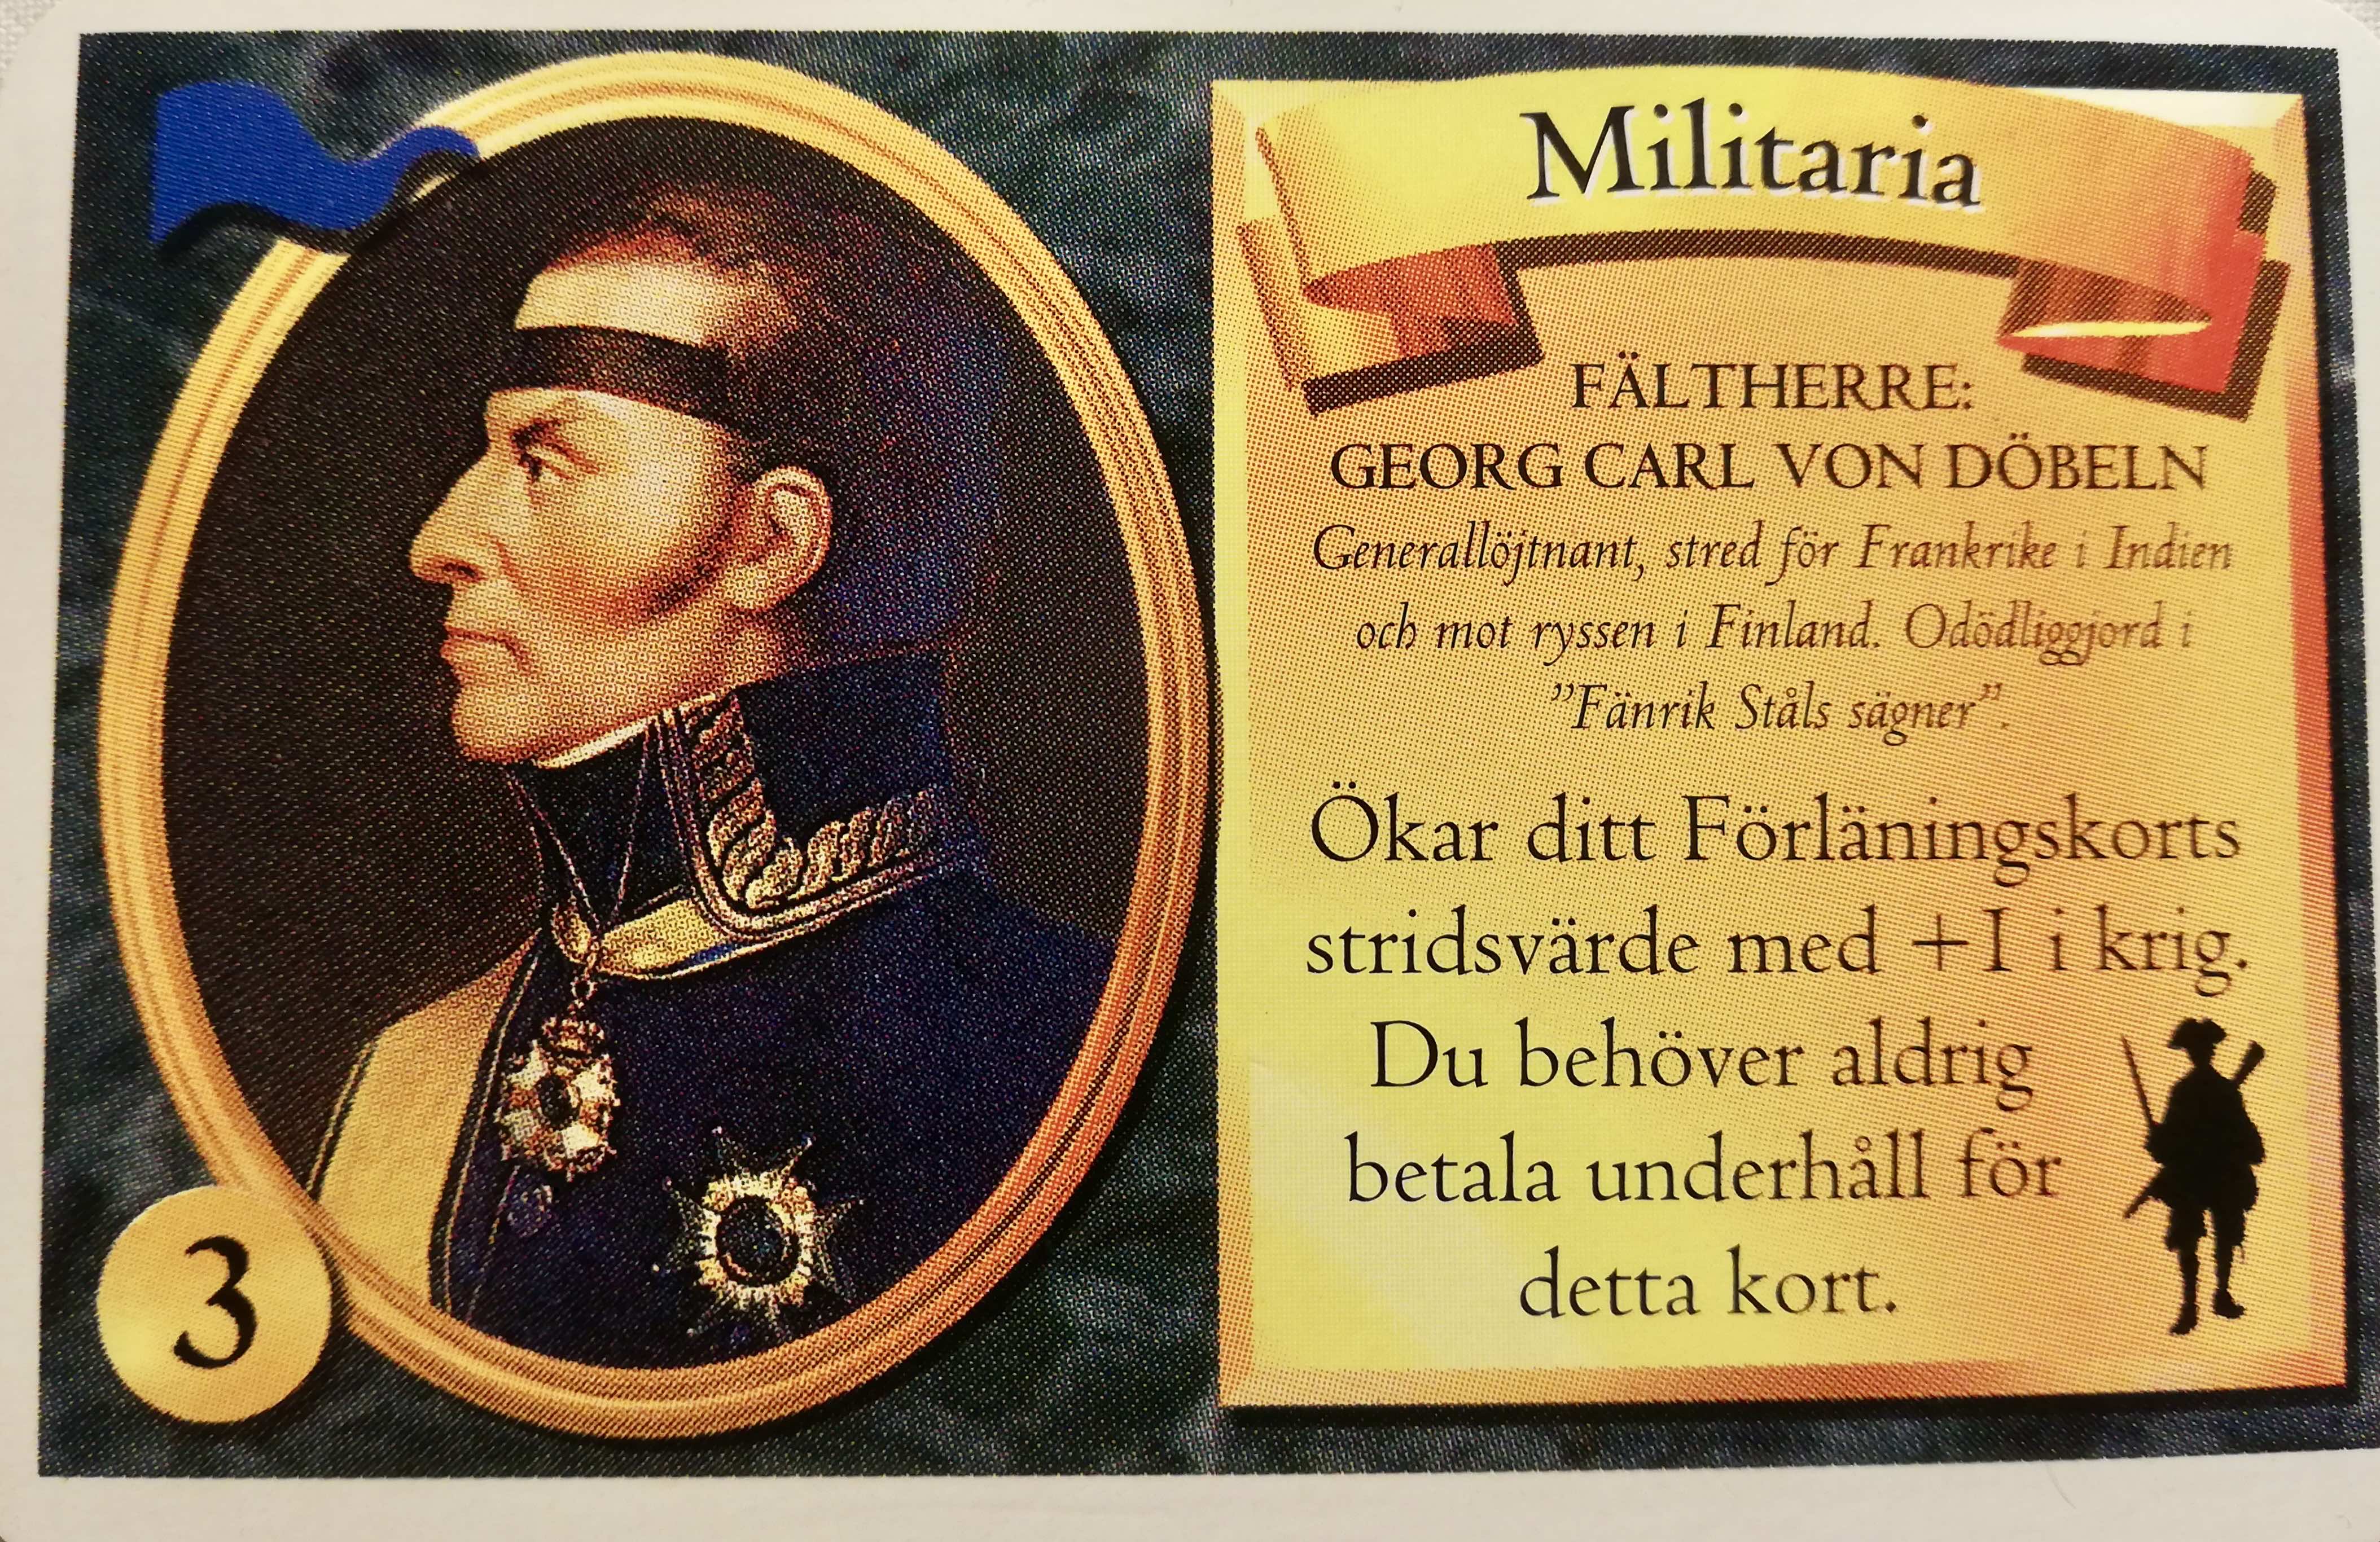 Militaria
FÄLTHERRE:
GEORG CARL VON DÖBELN
Generallöjtnant, stred för Frankrike i Indien
och mot ryssen i Finland. Odödliggjord i
”Fänrik Ståls sägner”.
Ökar ditt Förläningskorts
stridsvärde med +1 i krig.
Du behöver aldrig
betala underhåll för
detta kort.
3